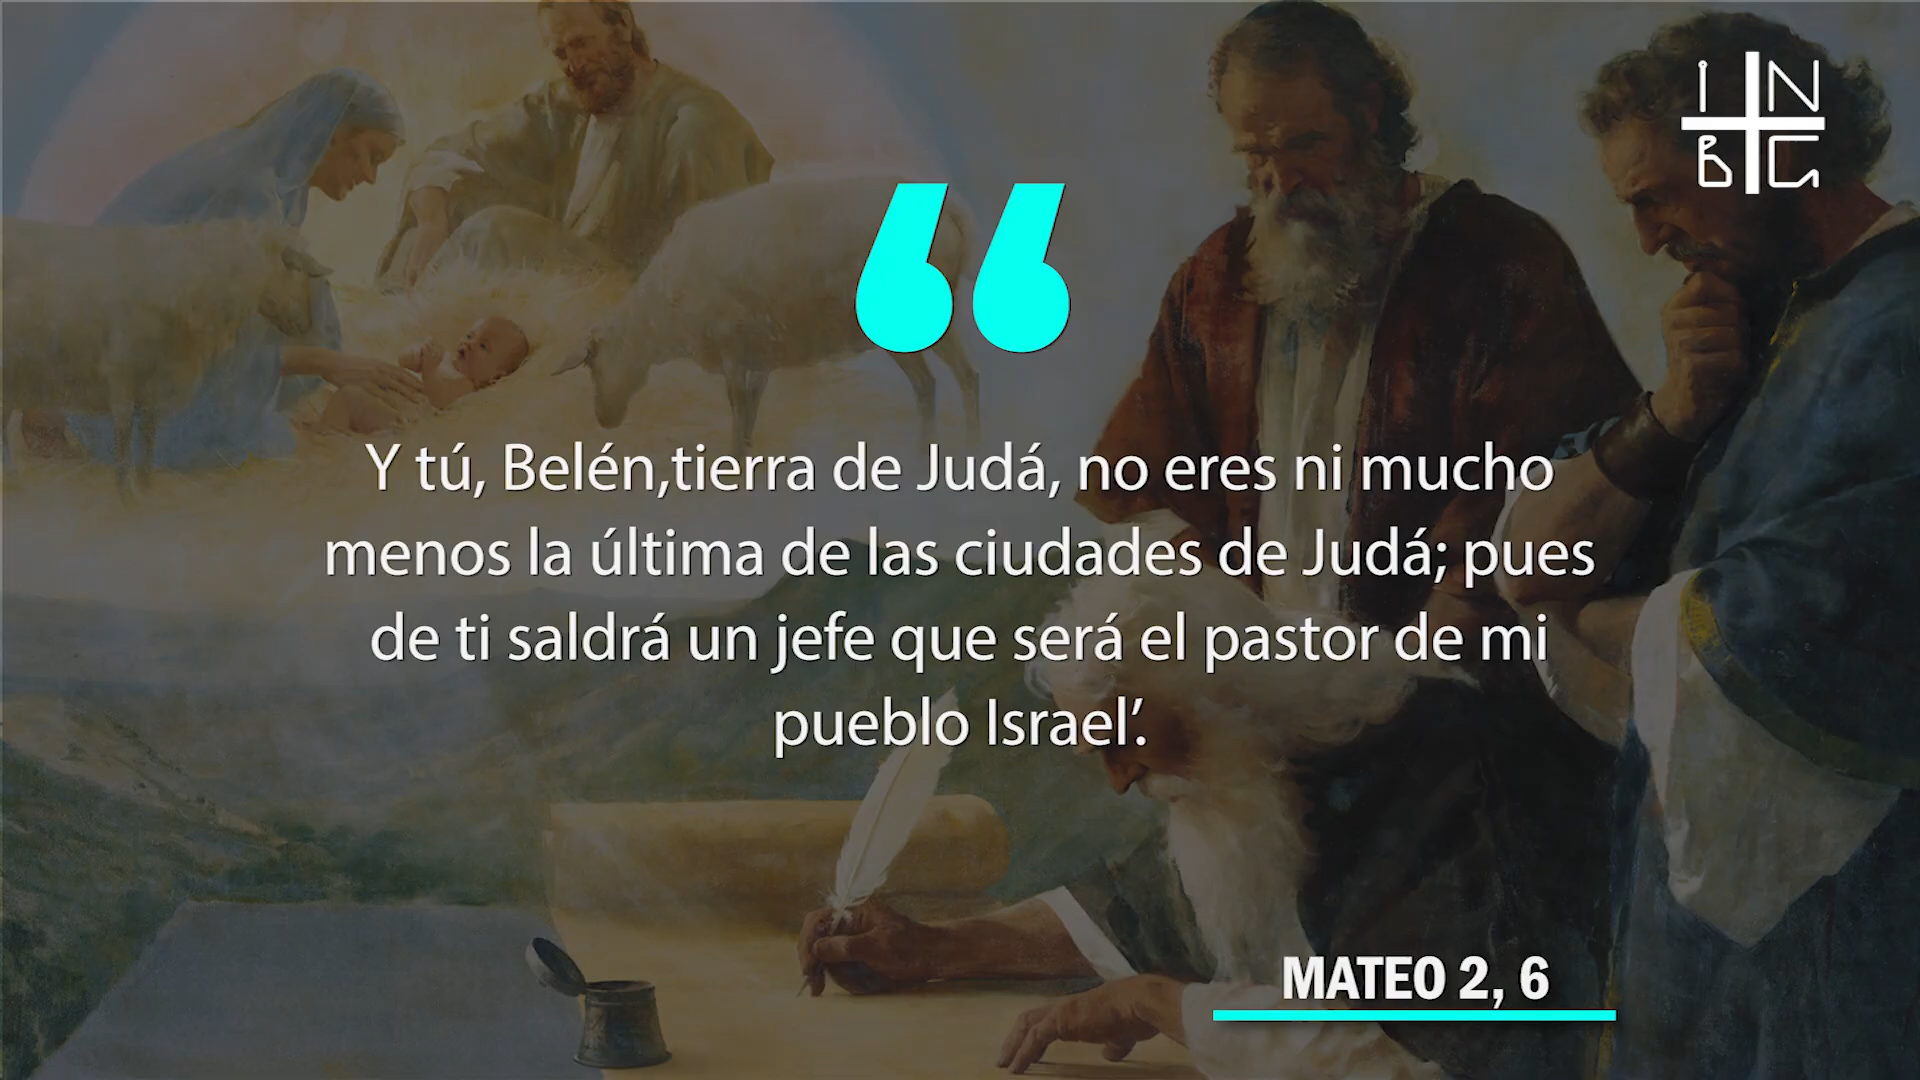 I N
B G
“
Y tú, Belén,tierra de Judá, no eres ni mucho
menos la última de las ciudades de Judá; pues
de ti saldrá un jefe que será el pastor de mi
pueblo Israel’.
MATEO 2, 6